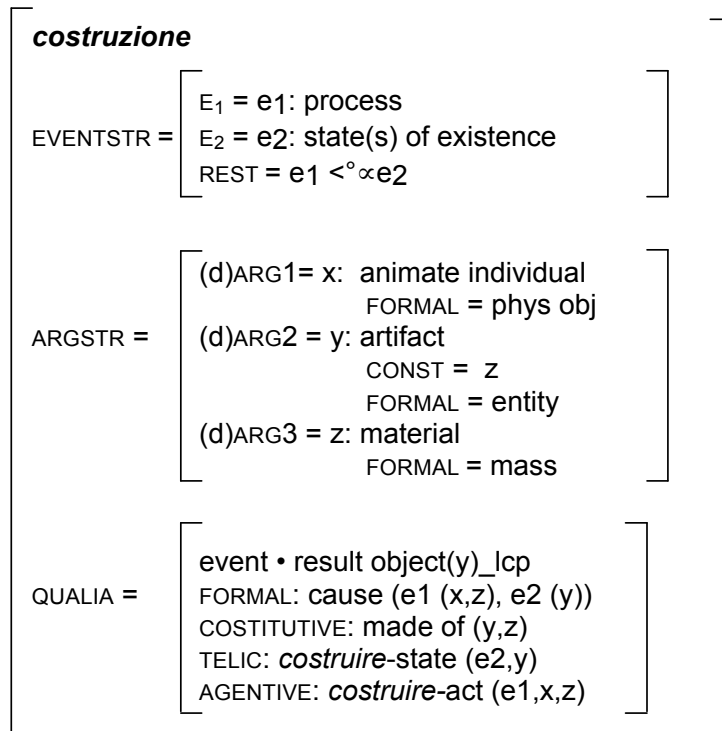 costruzione
E₁ = e1: process
EVENTSTR = E₂ = e2: state(s) of existence
REST = e1 <°∝e2
(d)ARG1= x: animate individual
FORMAL = phys obj
ARGSTR = (d)ARG2 = y: artifact
CONST = z
FORMAL = entity
(d)ARG3 = z: material
FORMAL = mass
event • result object(y)_lcp
QUALIA = FORMAL: cause (e1 (x,z), e2 (y))
COSTITUTIVE: made of (y,z)
TELIC: costruire-state (e2,y)
AGENTIVE: costruire-act (e1,x,z)